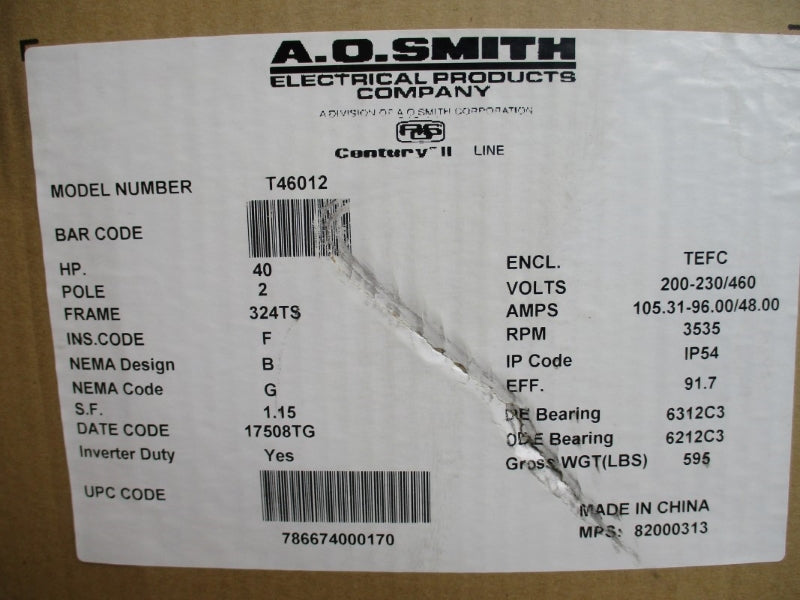 A.O.SMITH
ELECTRICAL PRODUCTS
COMPANY
A DIVISION OF A.O.SMITH CORPORATION
AOS
Century™ II LINE
MODEL NUMBER T46012
BAR CODE
HP. 40
POLE 2
FRAME 324TS
INS.CODE F
NEMA Design B
NEMA Code G
S.F. 1.15
DATE CODE 17508TG
Inverter Duty Yes
UPC CODE
786674000170
ENCL. TEFC
VOLTS 200-230/460
AMPS 105.31-96.00/48.00
RPM 3535
IP Code IP54
EFF. 91.7
DE Bearing 6312C3
ODE Bearing 6212C3
Gross WGT(LBS) 595
MADE IN CHINA
MPS: 82000313